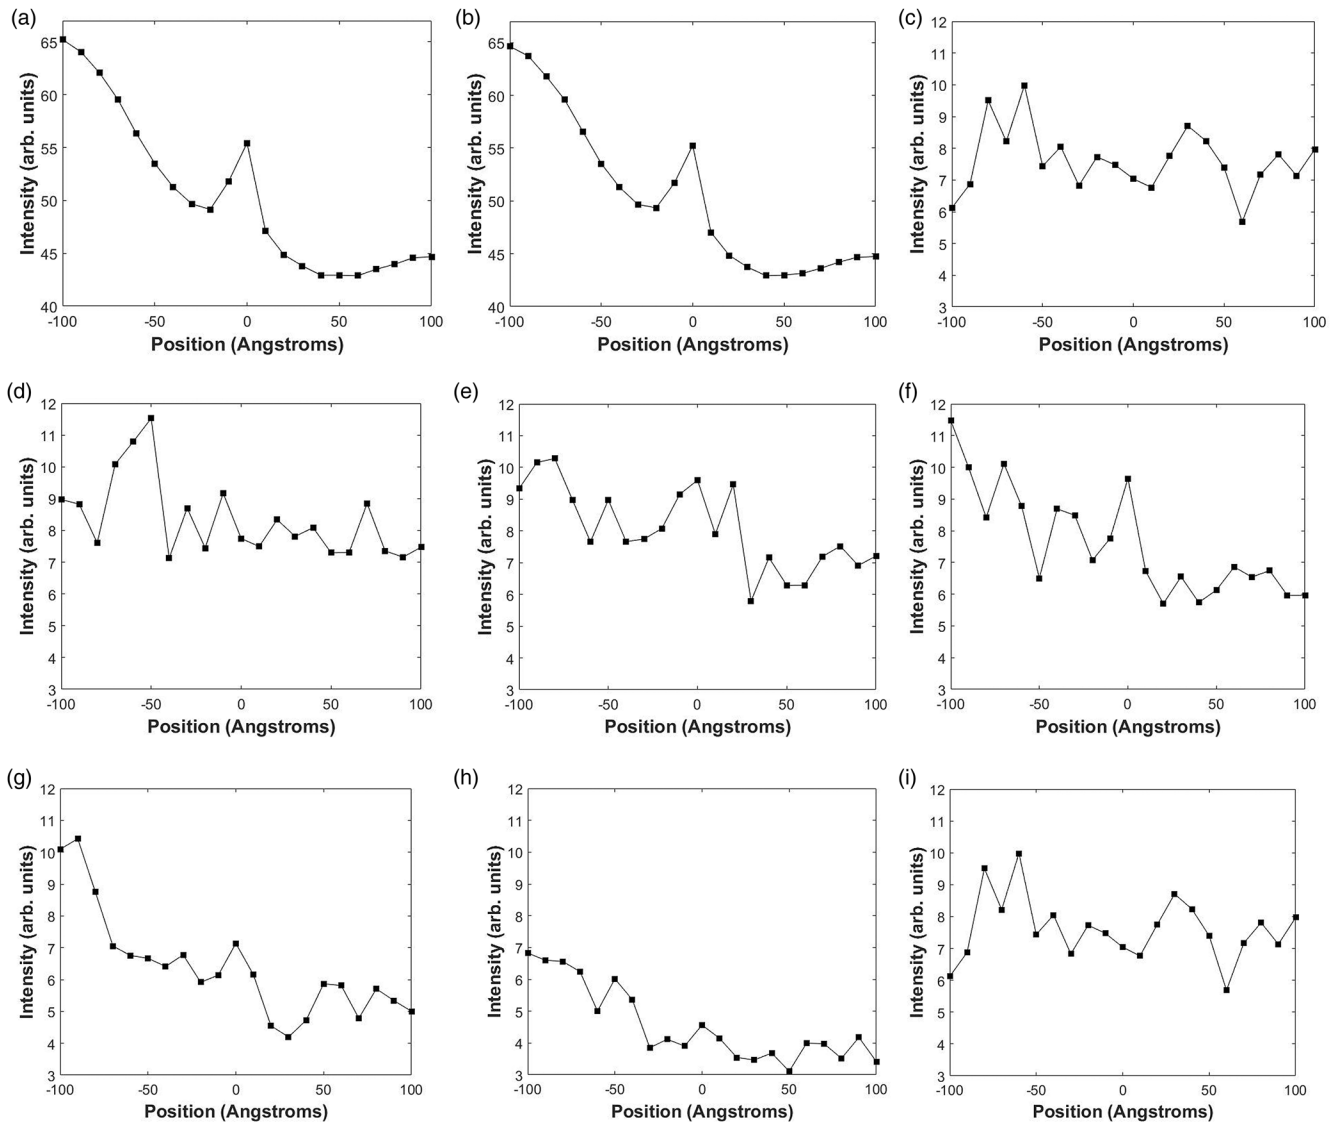 (a) (b) (c)
65 60 55 50 45 40
Intensity (arb. units)
-100 -50 0 50 100
Position (Angstroms)
65 60 55 50 45 40
Intensity (arb. units)
-100 -50 0 50 100
Position (Angstroms)
12 11 10 9 8 7 6 5 4 3
Intensity (arb. units)
-100 -50 0 50 100
Position (Angstroms)
(d) (e) (f)
12 11 10 9 8 7 6 5 4 3
Intensity (arb. units)
-100 -50 0 50 100
Position (Angstroms)
12 11 10 9 8 7 6 5 4 3
Intensity (arb. units)
-100 -50 0 50 100
Position (Angstroms)
12 11 10 9 8 7 6 5 4 3
Intensity (arb. units)
-100 -50 0 50 100
Position (Angstroms)
(g) (h) (i)
12 11 10 9 8 7 6 5 4 3
Intensity (arb. units)
-100 -50 0 50 100
Position (Angstroms)
12 11 10 9 8 7 6 5 4 3
Intensity (arb. units)
-100 -50 0 50 100
Position (Angstroms)
12 11 10 9 8 7 6 5 4 3
Intensity (arb. units)
-100 -50 0 50 100
Position (Angstroms)